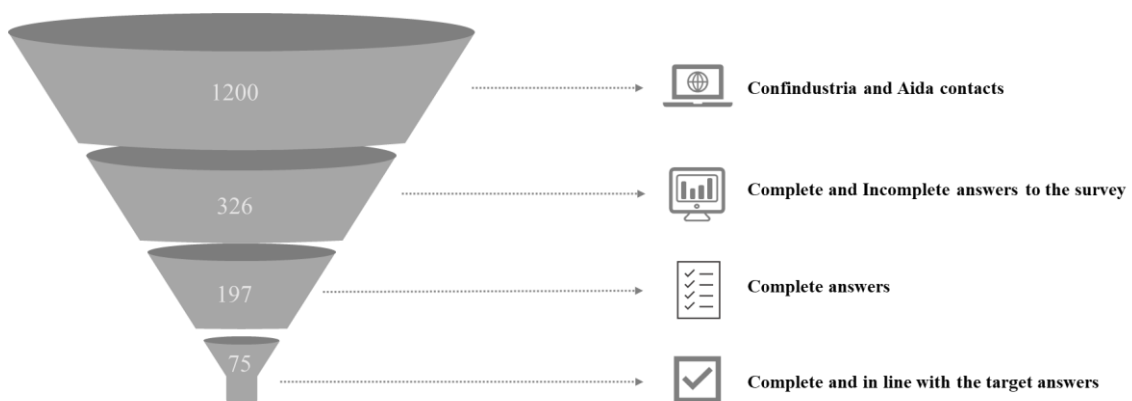 1200
Confindustria and Aida contacts
326
Complete and Incomplete answers to the survey
197
Complete answers
75
Complete and in line with the target answers